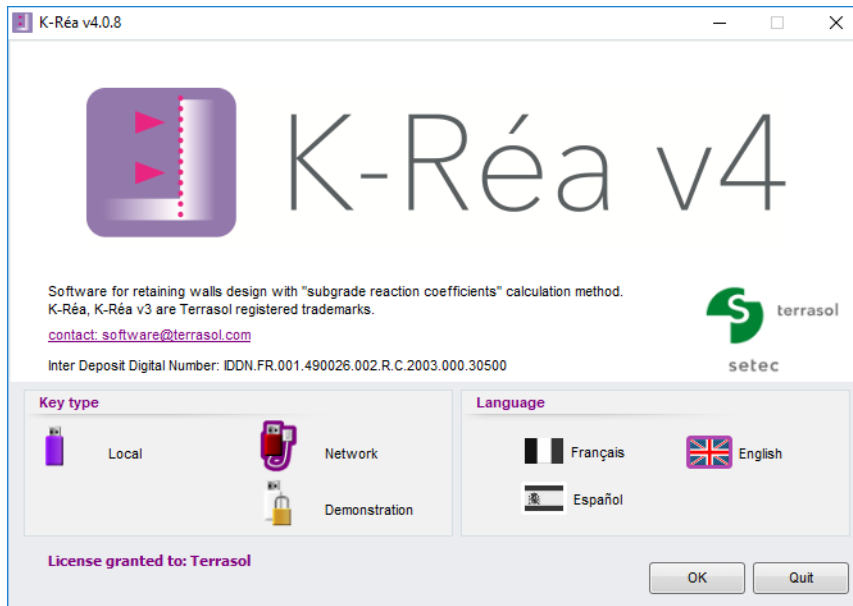 K-Réa v4.0.8
K-Réa v4
Software for retaining walls design with "subgrade reaction coefficients" calculation method.
K-Réa, K-Réa v3 are Terrasol registered trademarks.
contact: software@terrasol.com
Inter Deposit Digital Number: IDDN.FR.001.490026.002.R.C.2003.000.30500
S terrasol
setec
Key type
Local
Network
Demonstration
Language
Français
English
Español
License granted to: Terrasol
OK
Quit